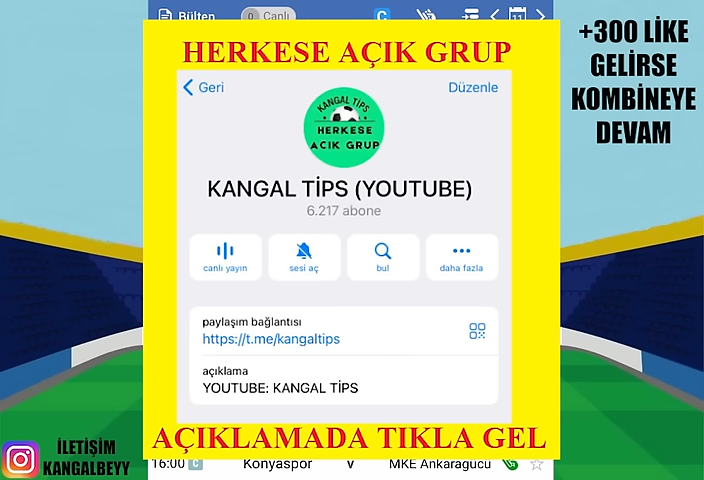 Bülten
0 Canlı
C
11
HERKESE AÇIK GRUP
+300 LİKE
GELİRSE
KOMBİNEYE
DEVAM
Geri
Düzenle
KANGAL TIPS
HERKESE
AÇIK GRUP
KANGAL TİPS (YOUTUBE)
6.217 abone
canlı yayın
sesi aç
bul
daha fazla
paylaşım bağlantısı
https://t.me/kangaltips
açıklama
YOUTUBE: KANGAL TİPS
AÇIKLAMADA TIKLA GEL
İLETİŞİM
KANGALBEYY
16:00 C Konyaspor v MKE Ankaragücü